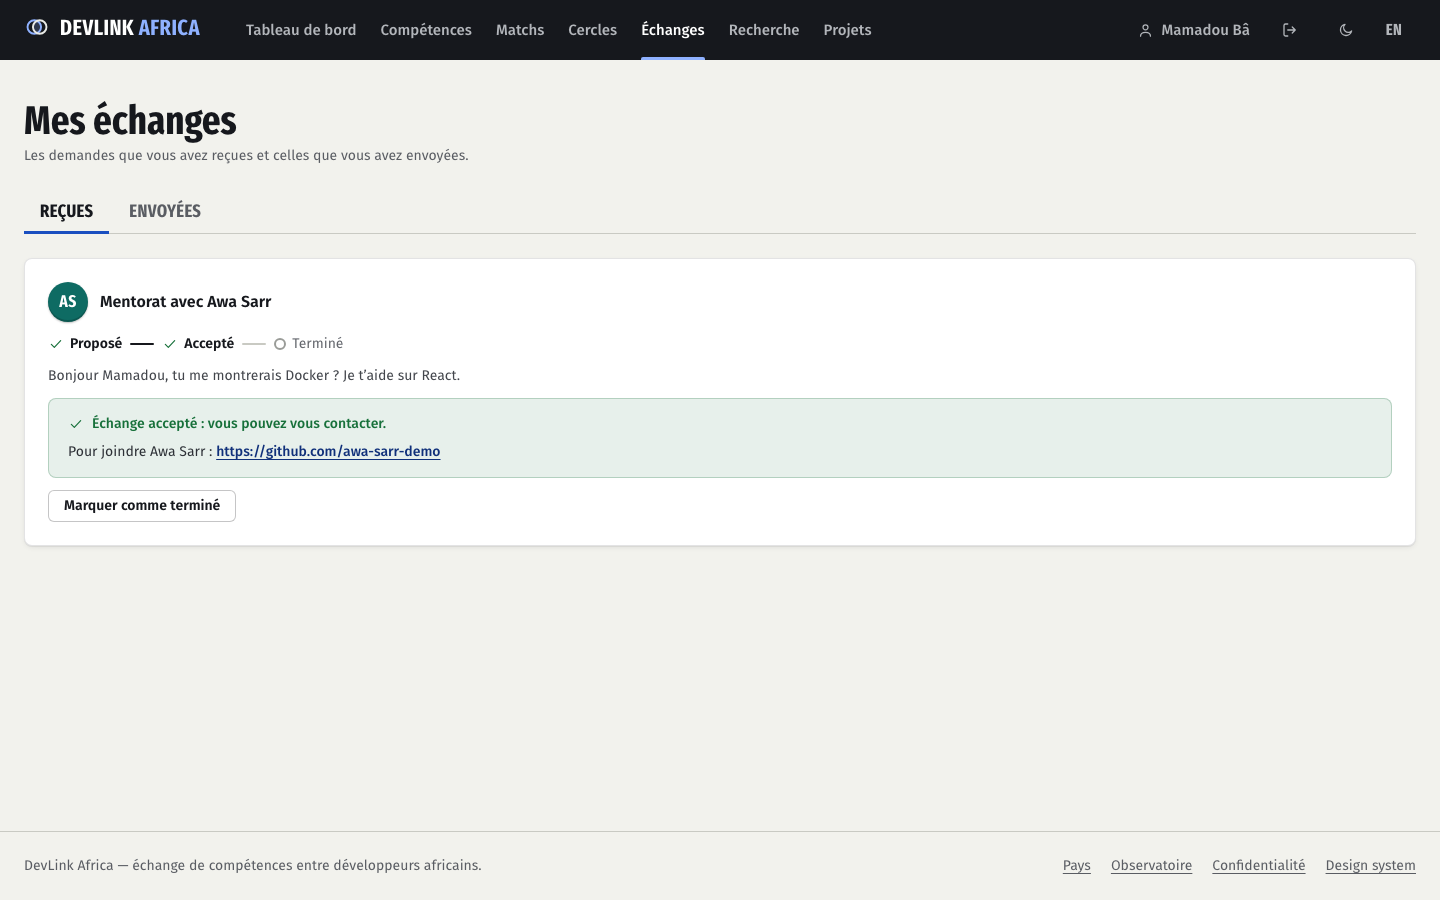 DEVLINK AFRICA Tableau de bord Compétences Matchs Cercles Échanges Recherche Projets Mamadou Bâ EN
Mes échanges
Les demandes que vous avez reçues et celles que vous avez envoyées.
REÇUES ENVOYÉES
AS Mentorat avec Awa Sarr
Proposé Accepté Terminé
Bonjour Mamadou, tu me montrerais Docker ? Je t’aide sur React.
Échange accepté : vous pouvez vous contacter.
Pour joindre Awa Sarr : https://github.com/awa-sarr-demo
Marquer comme terminé
DevLink Africa — échange de compétences entre développeurs africains. Pays Observatoire Confidentialité Design system